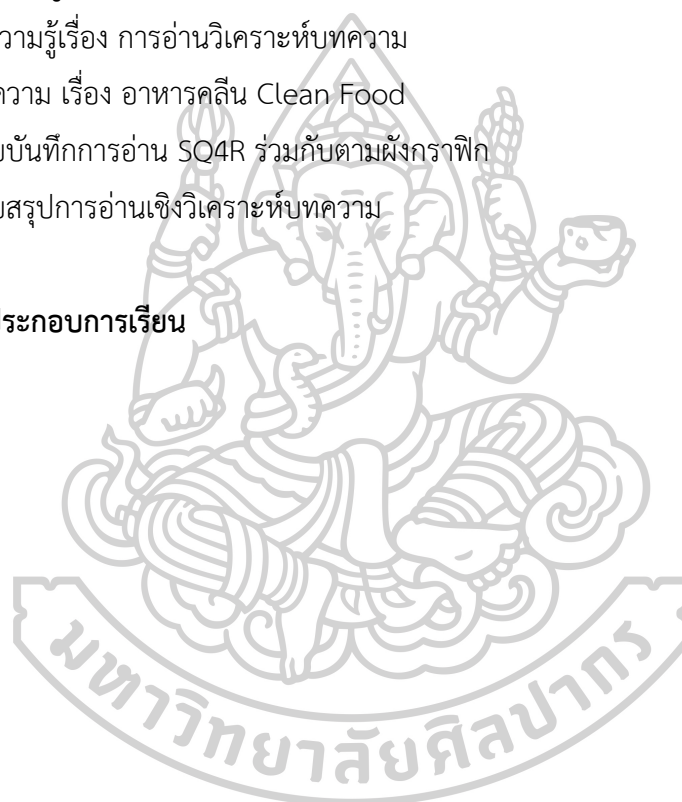 วามรู้เรื่อง การอ่านวิเคราะห์บทความ
ความ เรื่อง อาหารคลีน Clean Food
บบันทึกการอ่าน SQ4R ร่วมกับตามผังกราฟิก
บสรุปการอ่านเชิงวิเคราะห์บทความ
ประกอบการเรียน
มหาวิทยาลัยศิลปากร